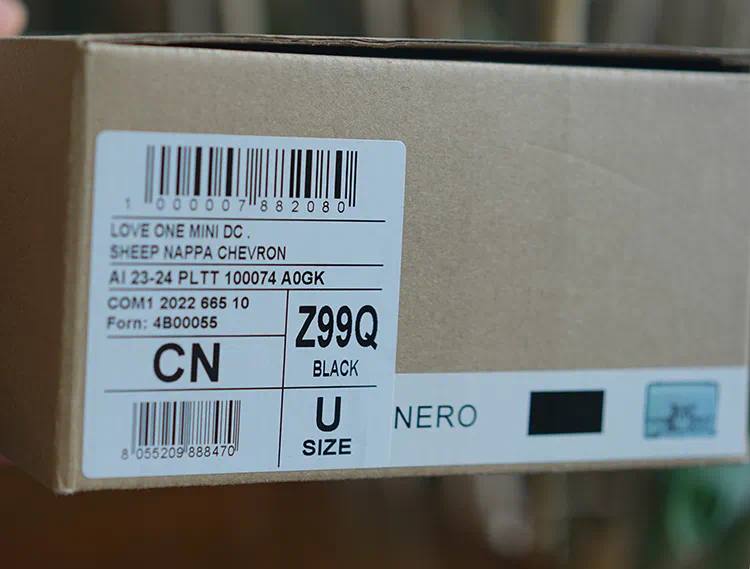 1 000007 882080
LOVE ONE MINI DC .
SHEEP NAPPA CHEVRON
AI 23-24 PLTT 100074 A0GK
COM1 2022 665 10
Forn: 4B00055
CN
Z99Q
BLACK
8 055209 888470
U
SIZE
NERO